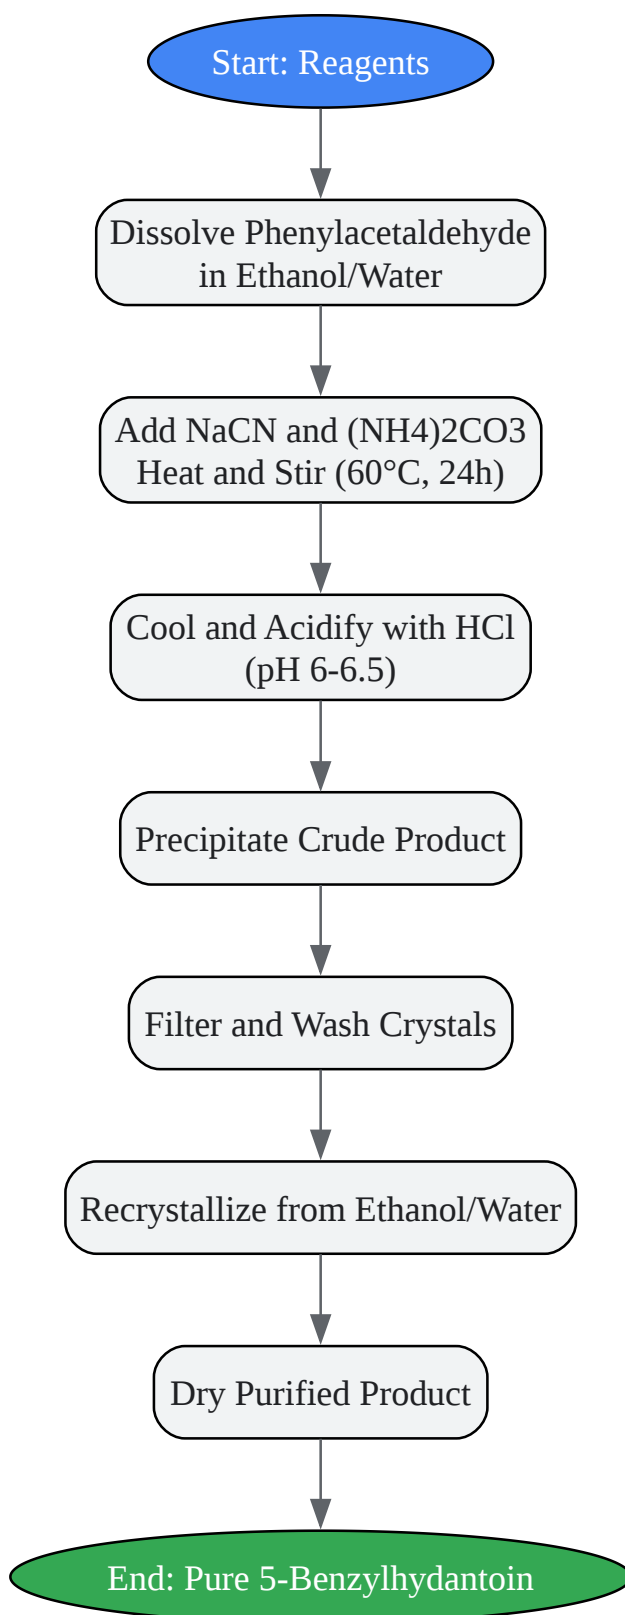 Start: Reagents
Dissolve Phenylacetaldehyde
in Ethanol/Water
Add NaCN and (NH4)2CO3
Heat and Stir (60°C, 24h)
Cool and Acidify with HCl
(pH 6-6.5)
Precipitate Crude Product
Filter and Wash Crystals
Recrystallize from Ethanol/Water
Dry Purified Product
End: Pure 5-Benzylhydantoin